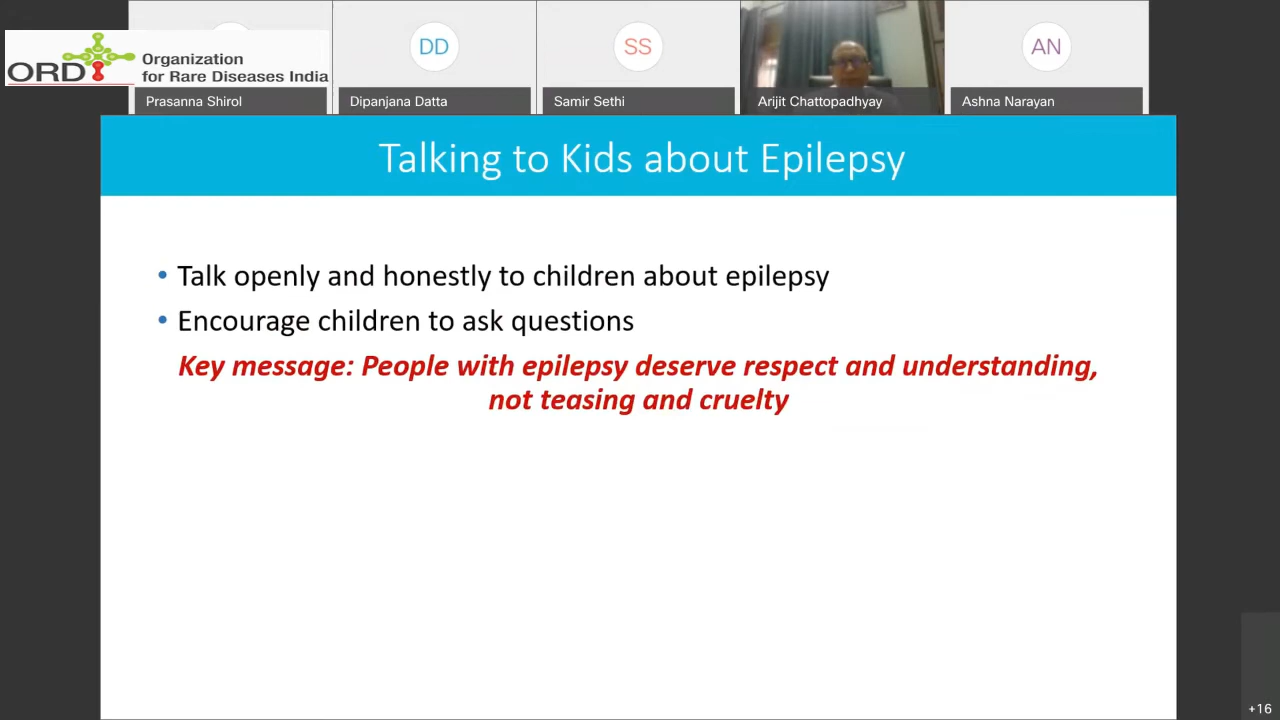 ORD
Organization
for Rare Diseases India
DD
SS
AN
Prasanna Shirol
Dipanjana Datta
Samir Sethi
Arijit Chattopadhyay
Ashna Narayan
Talking to Kids about Epilepsy
• Talk openly and honestly to children about epilepsy
• Encourage children to ask questions
Key message: People with epilepsy deserve respect and understanding,
not teasing and cruelty
+16